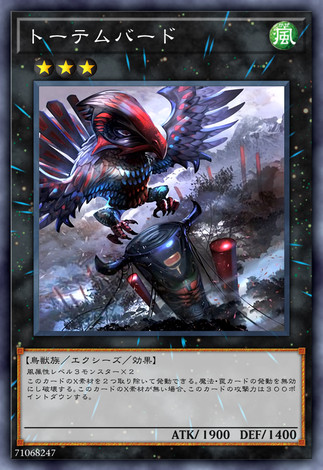 トーテムバード
風
【鳥獣族／エクシーズ／効果】
風属性レベル３モンスター×２
このカードのX素材を２つ取り除いて発動できる。魔法・罠カードの発動を無効
にし破壊する。このカードのX素材が無い場合、このカードの攻撃力は３００ポ
イントダウンする。
ATK/ 1900 DEF/ 1400
71068247